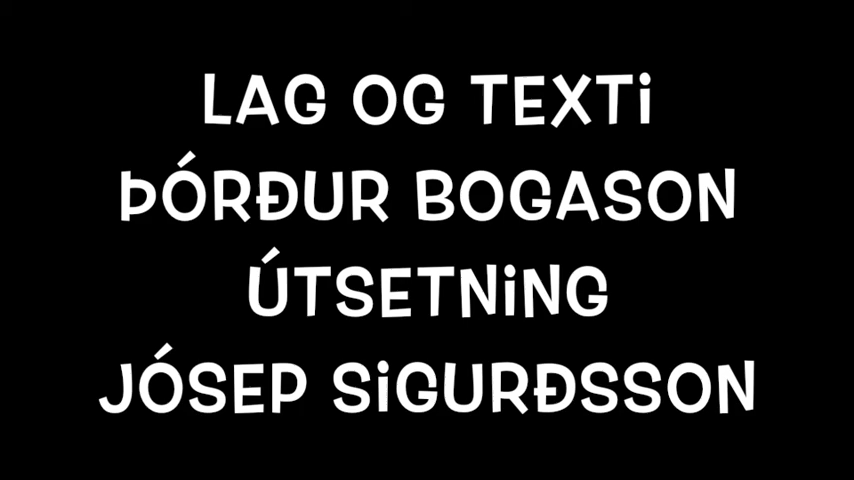 LAG OG TEXTi
ÞÓRÐUR BOGASON
ÚTSETNiNG
JÓSEP SiGURÐSSON